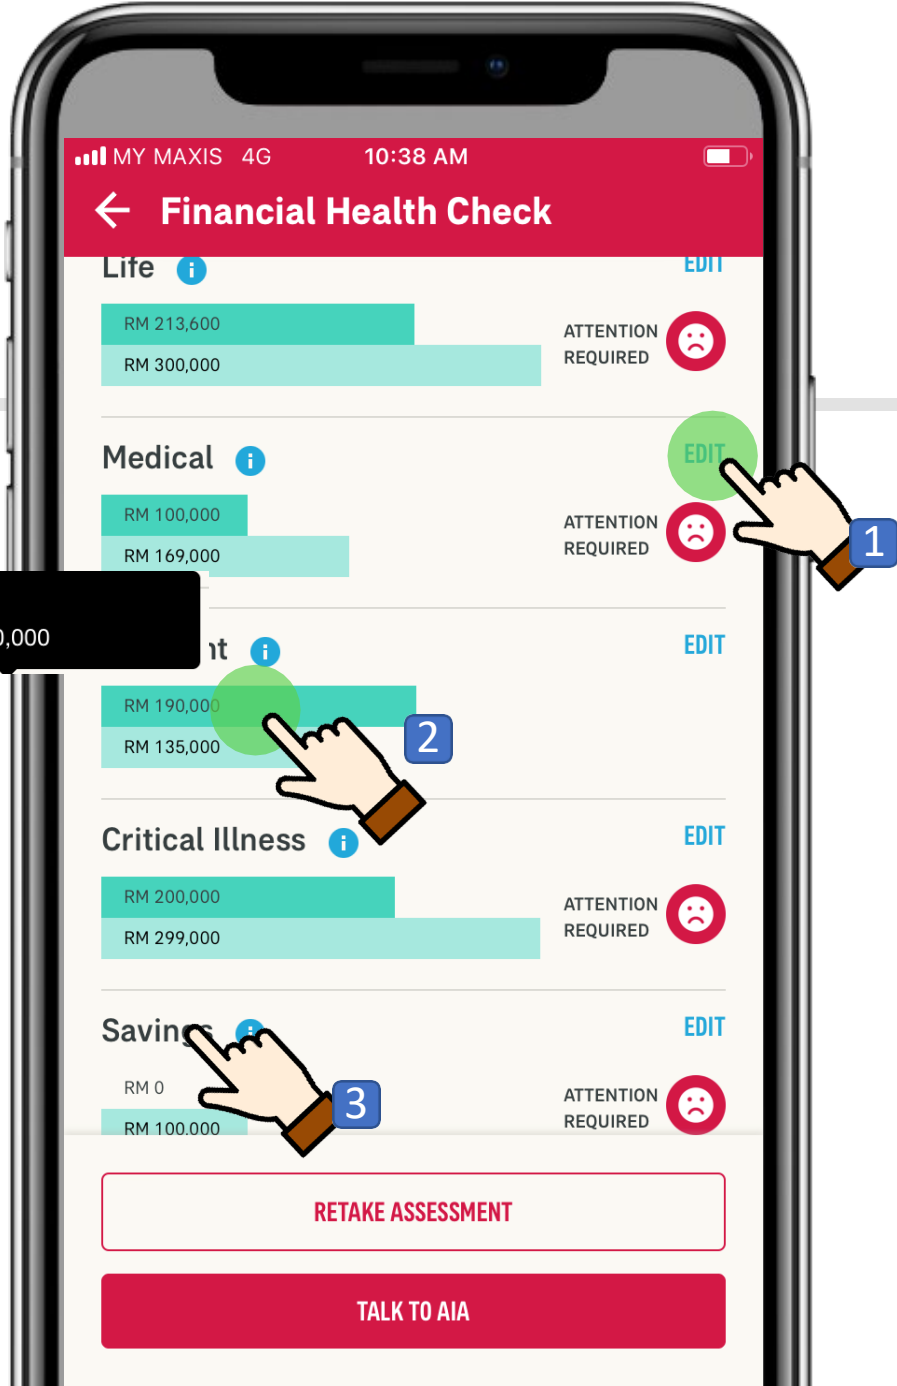 MY MAXIS 4G 10:38 AM
Financial Health Check
Life i EDIT
RM 213,600
RM 300,000
ATTENTION
REQUIRED
Medical i EDIT
RM 100,000
RM 169,000
ATTENTION
REQUIRED
1
0,000
nt i EDIT
RM 190,000
RM 135,000
2
Critical Illness i EDIT
RM 200,000
RM 299,000
ATTENTION
REQUIRED
Savings i EDIT
RM 0
RM 100,000
ATTENTION
REQUIRED
3
RETAKE ASSESSMENT
TALK TO AIA